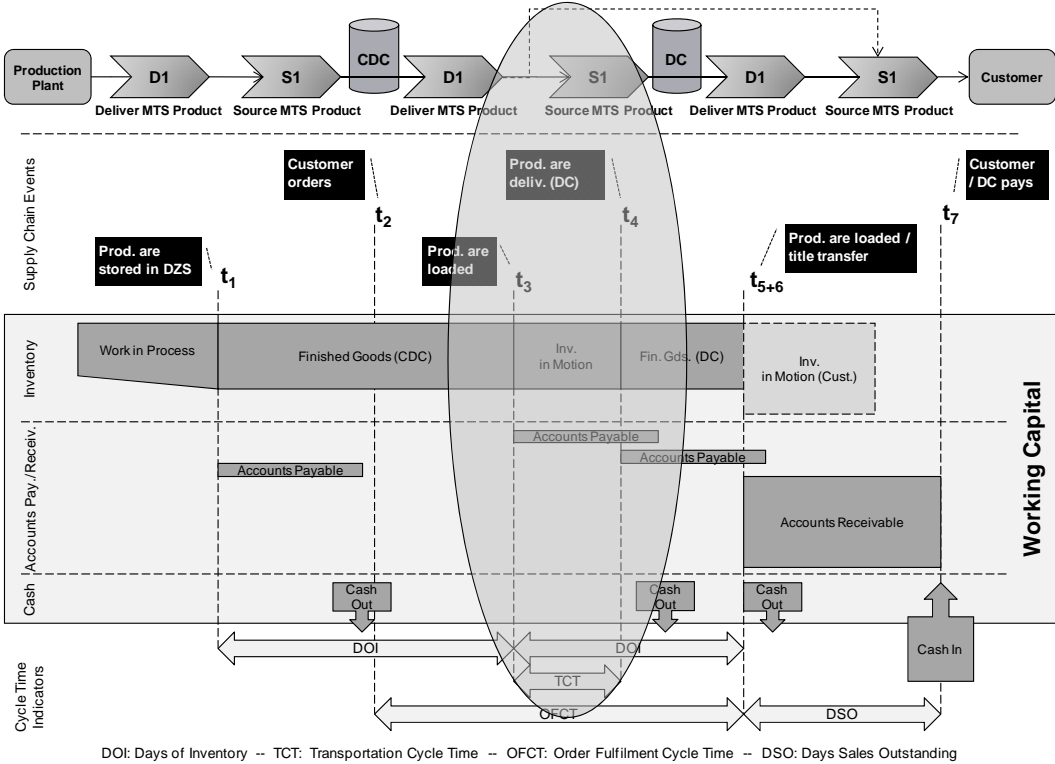 Production
Plant
D1
S1
CDC
D1
S1
DC
D1
S1
Customer
Deliver MTS Product
Source MTS Product
Deliver MTS Product
Source MTS Product
Deliver MTS Product
Source MTS Product
Supply Chain Events
Customer
orders
t2
Prod. are
deliv. (DC)
t4
Customer
/ DC pays
t7
Prod. are
stored in DZS
t1
Prod. are
loaded
t3
Prod. are loaded /
title transfer
t5+6
Inventory
Work in Process
Finished Goods (CDC)
Inv.
in Motion
Fin. Gds. (DC)
Inv.
in Motion (Cust.)
Accounts Pay./Receiv.
Accounts Payable
Accounts Payable
Accounts Payable
Accounts Receivable
Working Capital
Cash
Cash
Out
Cash
Out
Cash
Out
Cash In
Cycle Time
Indicators
DOI
DOI
TCT
OFCT
DSO
DOI: Days of Inventory -- TCT: Transportation Cycle Time -- OFCT: Order Fulfilment Cycle Time -- DSO: Days Sales Outstanding